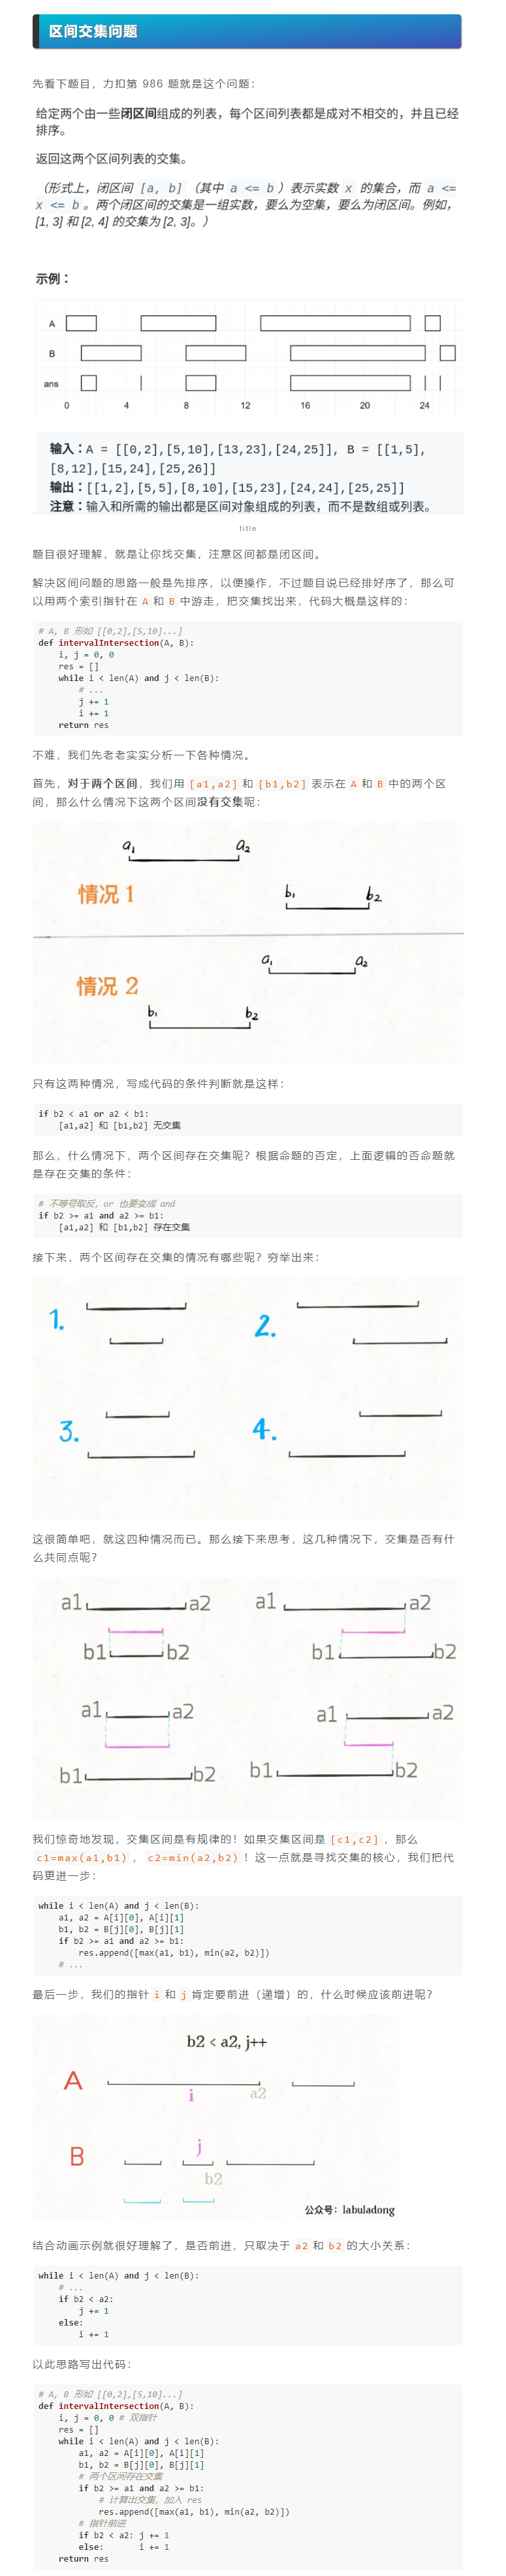 区间交集问题
先看下题目，力扣第 986 题就是这个问题：
给定两个由一些闭区间组成的列表，每个区间列表都是成对不相交的，并且已经
排序。
返回这两个区间列表的交集。
（形式上，闭区间 [a, b]（其中 a <= b）表示实数 x 的集合，而 a <=
x <= b 。两个闭区间的交集是一组实数，要么为空集，要么为闭区间。例如，
[1, 3] 和 [2, 4] 的交集为 [2, 3]。）
示例：
A
B
ans
0 4 8 12 16 20 24
输入：A = [[0,2],[5,10],[13,23],[24,25]], B = [[1,5],
[8,12],[15,24],[25,26]]
输出：[[1,2],[5,5],[8,10],[15,23],[24,24],[25,25]]
注意：输入和所需的输出都是区间对象组成的列表，而不是数组或列表。
title
题目很好理解，就是让你找交集，注意区间都是闭区间。
解决区间问题的思路一般是先排序，以便操作，不过题目说已经排好序了，那么可
以用两个索引指针在 A 和 B 中游走，把交集找出来，代码大概是这样的：
# A, B 形如 [[0,2],[5,10]...]
def intervalIntersection(A, B):
    i, j = 0, 0
    res = []
    while i < len(A) and j < len(B):
        # ...
        j += 1
        i += 1
    return res
不难，我们先老老实实分析一下各种情况。
首先，对于两个区间，我们用 [a1,a2] 和 [b1,b2] 表示在 A 和 B 中的两个区
间，那么什么情况下这两个区间没有交集呢：
a1 a2
情况 1
b1 b2
a1 a2
情况 2
b1 b2
只有这两种情况，写成代码的条件判断就是这样：
if b2 < a1 or a2 < b1:
    [a1,a2] 和 [b1,b2] 无交集
那么，什么情况下，两个区间存在交集呢？根据命题的否定，上面逻辑的否命题就
是存在交集的条件：
# 不等号取反，or 也要变成 and
if b2 >= a1 and a2 >= b1:
    [a1,a2] 和 [b1,b2] 存在交集
接下来，两个区间存在交集的情况有哪些呢？穷举出来：
1. 2.
3. 4.
这很简单吧，就这四种情况而已。那么接下来思考，这几种情况下，交集是否有什
么共同点呢？
a1 a2 a1 a2
b1 b2 b1 b2
a1 a2 a1 a2
b1 b2 b1 b2
我们惊奇地发现，交集区间是有规律的！如果交集区间是 [c1,c2]，那么
c1=max(a1,b1)，c2=min(a2,b2)！这一点就是寻找交集的核心，我们把代
码更进一步：
while i < len(A) and j < len(B):
    a1, a2 = A[i][0], A[i][1]
    b1, b2 = B[j][0], B[j][1]
    if b2 >= a1 and a2 >= b1:
        res.append([max(a1, b1), min(a2, b2)])
    # ...
最后一步，我们的指针 i 和 j 肯定要前进（递增）的，什么时候应该前进呢？
b2 < a2, j++
A
i a2
j
B
b2
公众号：labuladong
结合动画示例就很好理解了，是否前进，只取决于 a2 和 b2 的大小关系：
while i < len(A) and j < len(B):
    # ...
    if b2 < a2:
        j += 1
    else:
        i += 1
以此思路写出代码：
# A, B 形如 [[0,2],[5,10]...]
def intervalIntersection(A, B):
    i, j = 0, 0 # 双指针
    res = []
    while i < len(A) and j < len(B):
        a1, a2 = A[i][0], A[i][1]
        b1, b2 = B[j][0], B[j][1]
        # 两个区间存在交集
        if b2 >= a1 and a2 >= b1:
            # 计算出交集，加入 res
            res.append([max(a1, b1), min(a2, b2)])
        # 指针前进
        if b2 < a2: j += 1
        else:       i += 1
    return res